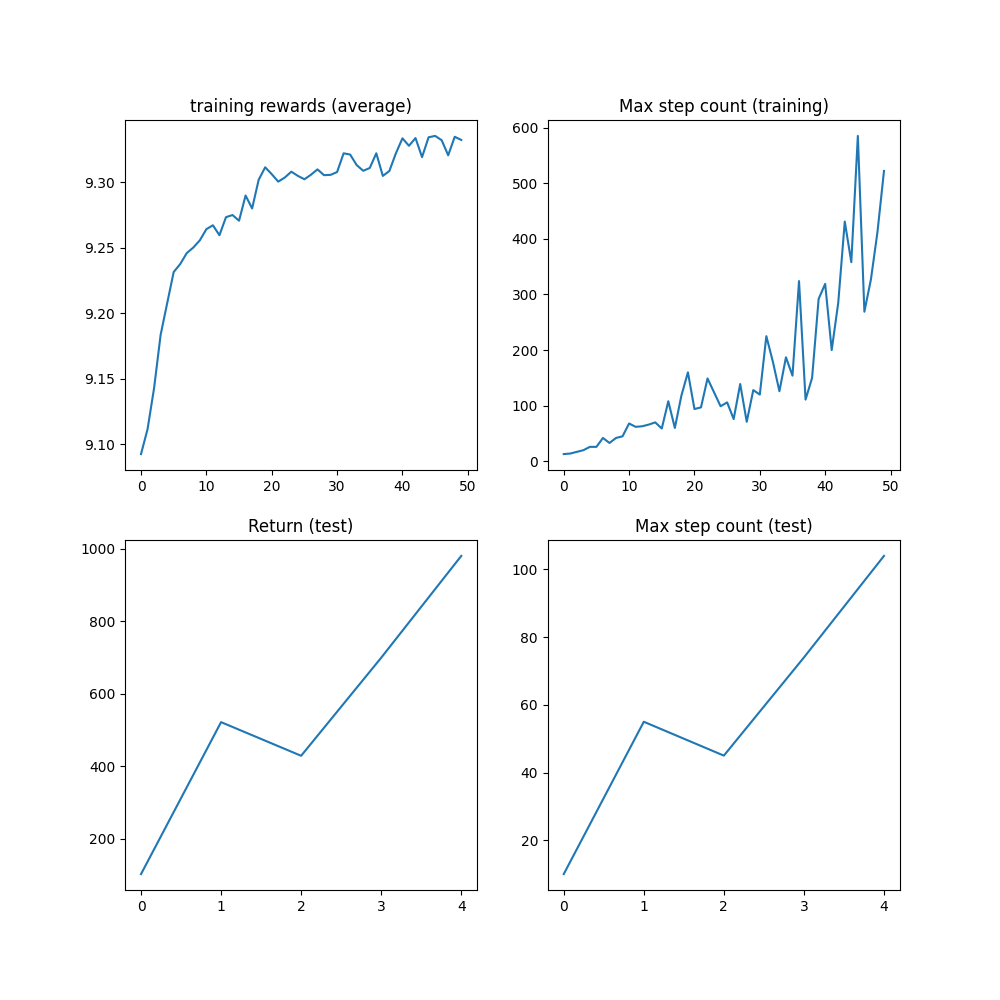 training rewards (average)
9.30
9.25
9.20
9.15
9.10
0 10 20 30 40 50
Max step count (training)
600
500
400
300
200
100
0
0 10 20 30 40 50
Return (test)
1000
800
600
400
200
0 1 2 3 4
Max step count (test)
100
80
60
40
20
0 1 2 3 4